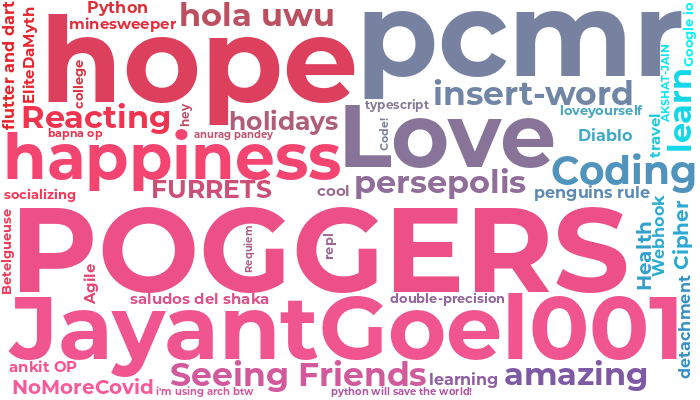 flutter and dart
EliteDaMyth
Python
minesweeper
hola uwu
pcmr
Google io
hope
college
AKSHAT-JAIN
learn
insert-word
typescript
loveyourself
Reacting
hey
holidays
bapna op
anurag pandey
Code!
Love
Diablo
travel
happiness
Coding
socializing
FURRETS
cool
persepolis
penguins rule
Betelgueuse
POGGERS
Requiem
repl
Health
Webhook
Cipher
Agile
saludos del shaka
double-precision
detachment
JayantGoel001
ankit OP
Seeing Friends
learning
amazing
NoMoreCovid
i'm using arch btw
python will save the world!